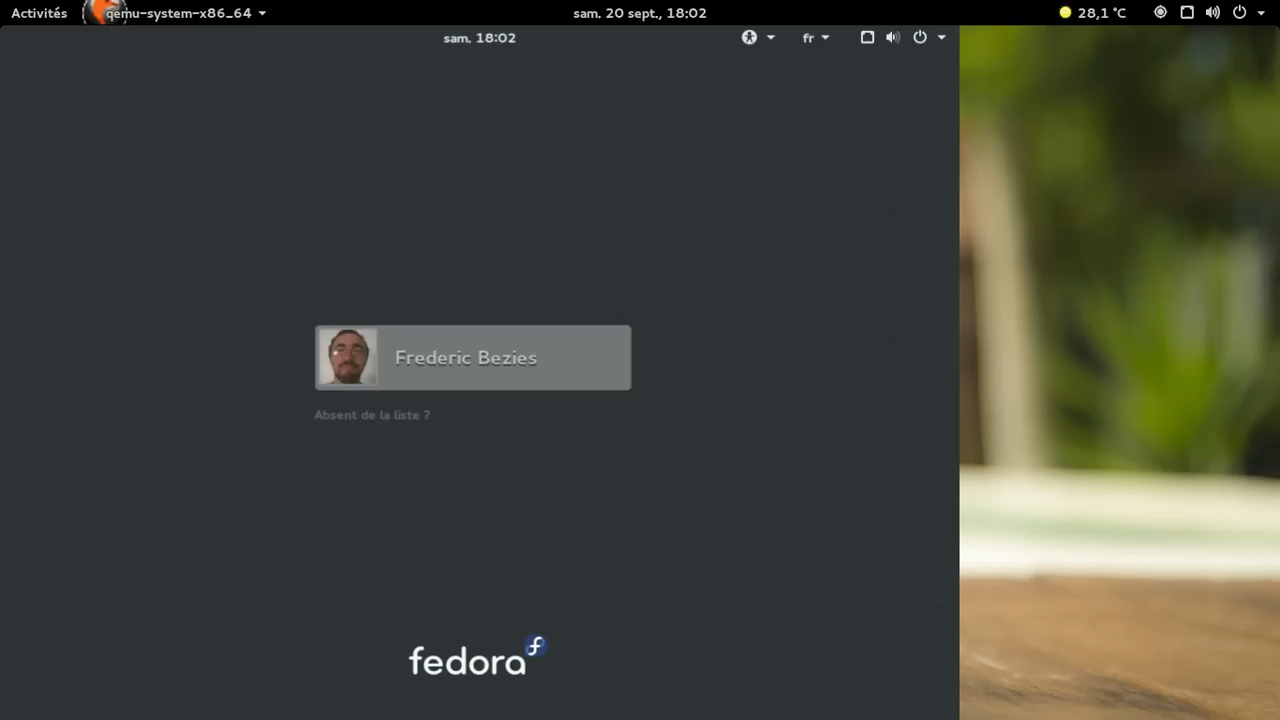 Activités
qemu-system-x86_64
sam. 20 sept., 18:02
28,1 °C
sam. 18:02
fr
Frederic Bezies
Absent de la liste ?
fedora